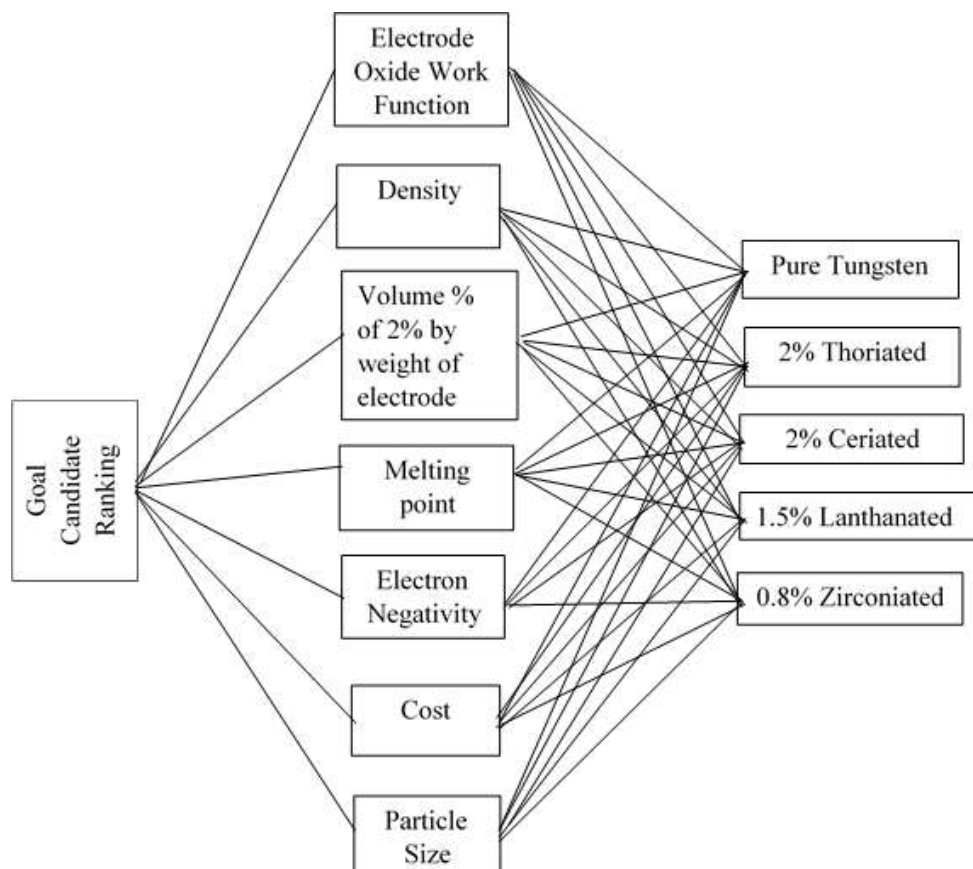 Electrode
Oxide Work
Function
Density
Volume %
of 2% by
weight of
electrode
Melting
point
Electron
Negativity
Cost
Particle
Size
Goal
Candidate
Ranking
Pure Tungsten
2% Thoriated
2% Ceriated
1.5% Lanthanated
0.8% Zirconiated